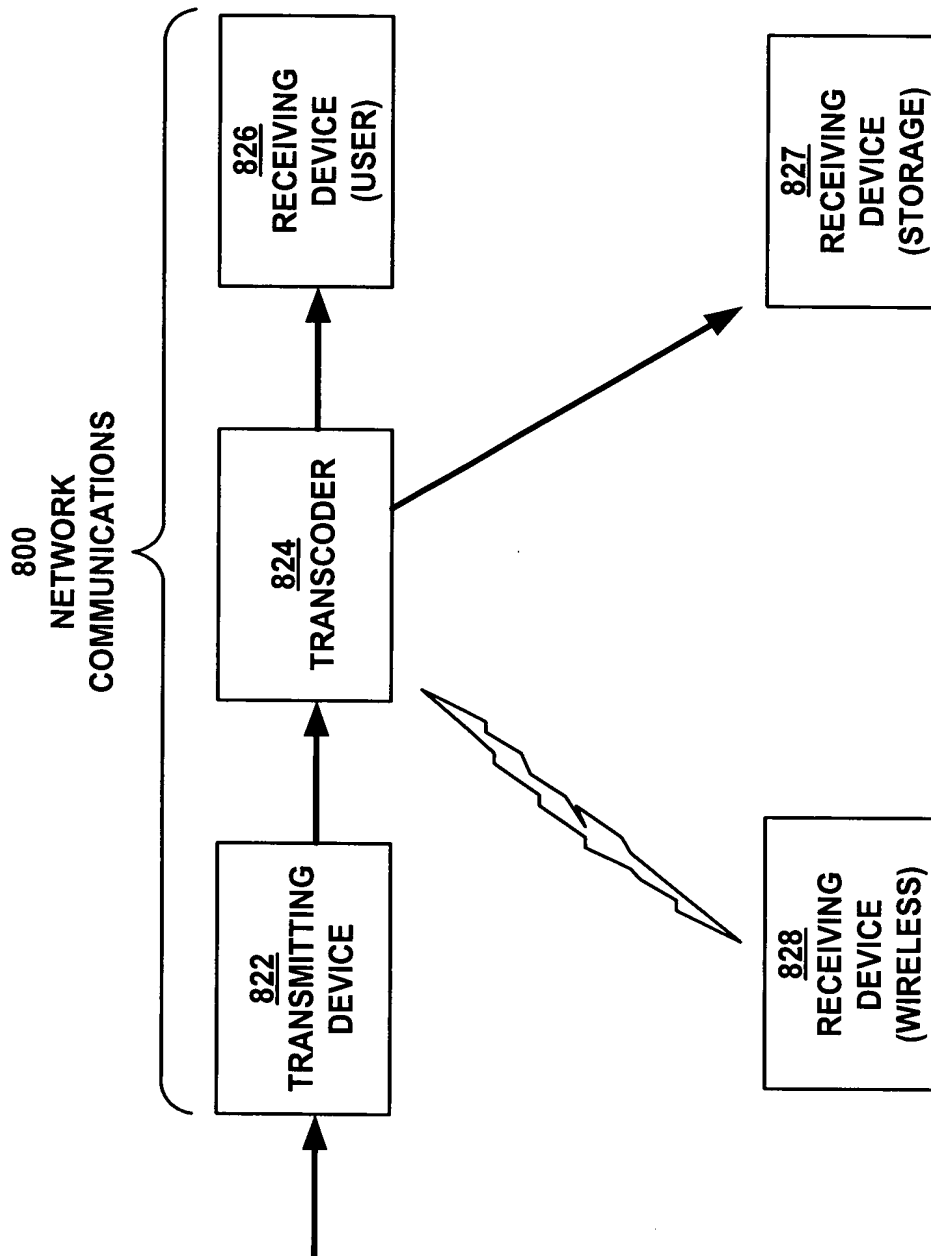 800
NETWORK
COMMUNICATIONS
822
TRANSMITTING
DEVICE
824
TRANSCODER
826
RECEIVING
DEVICE
(USER)
828
RECEIVING
DEVICE
(WIRELESS)
827
RECEIVING
DEVICE
(STORAGE)